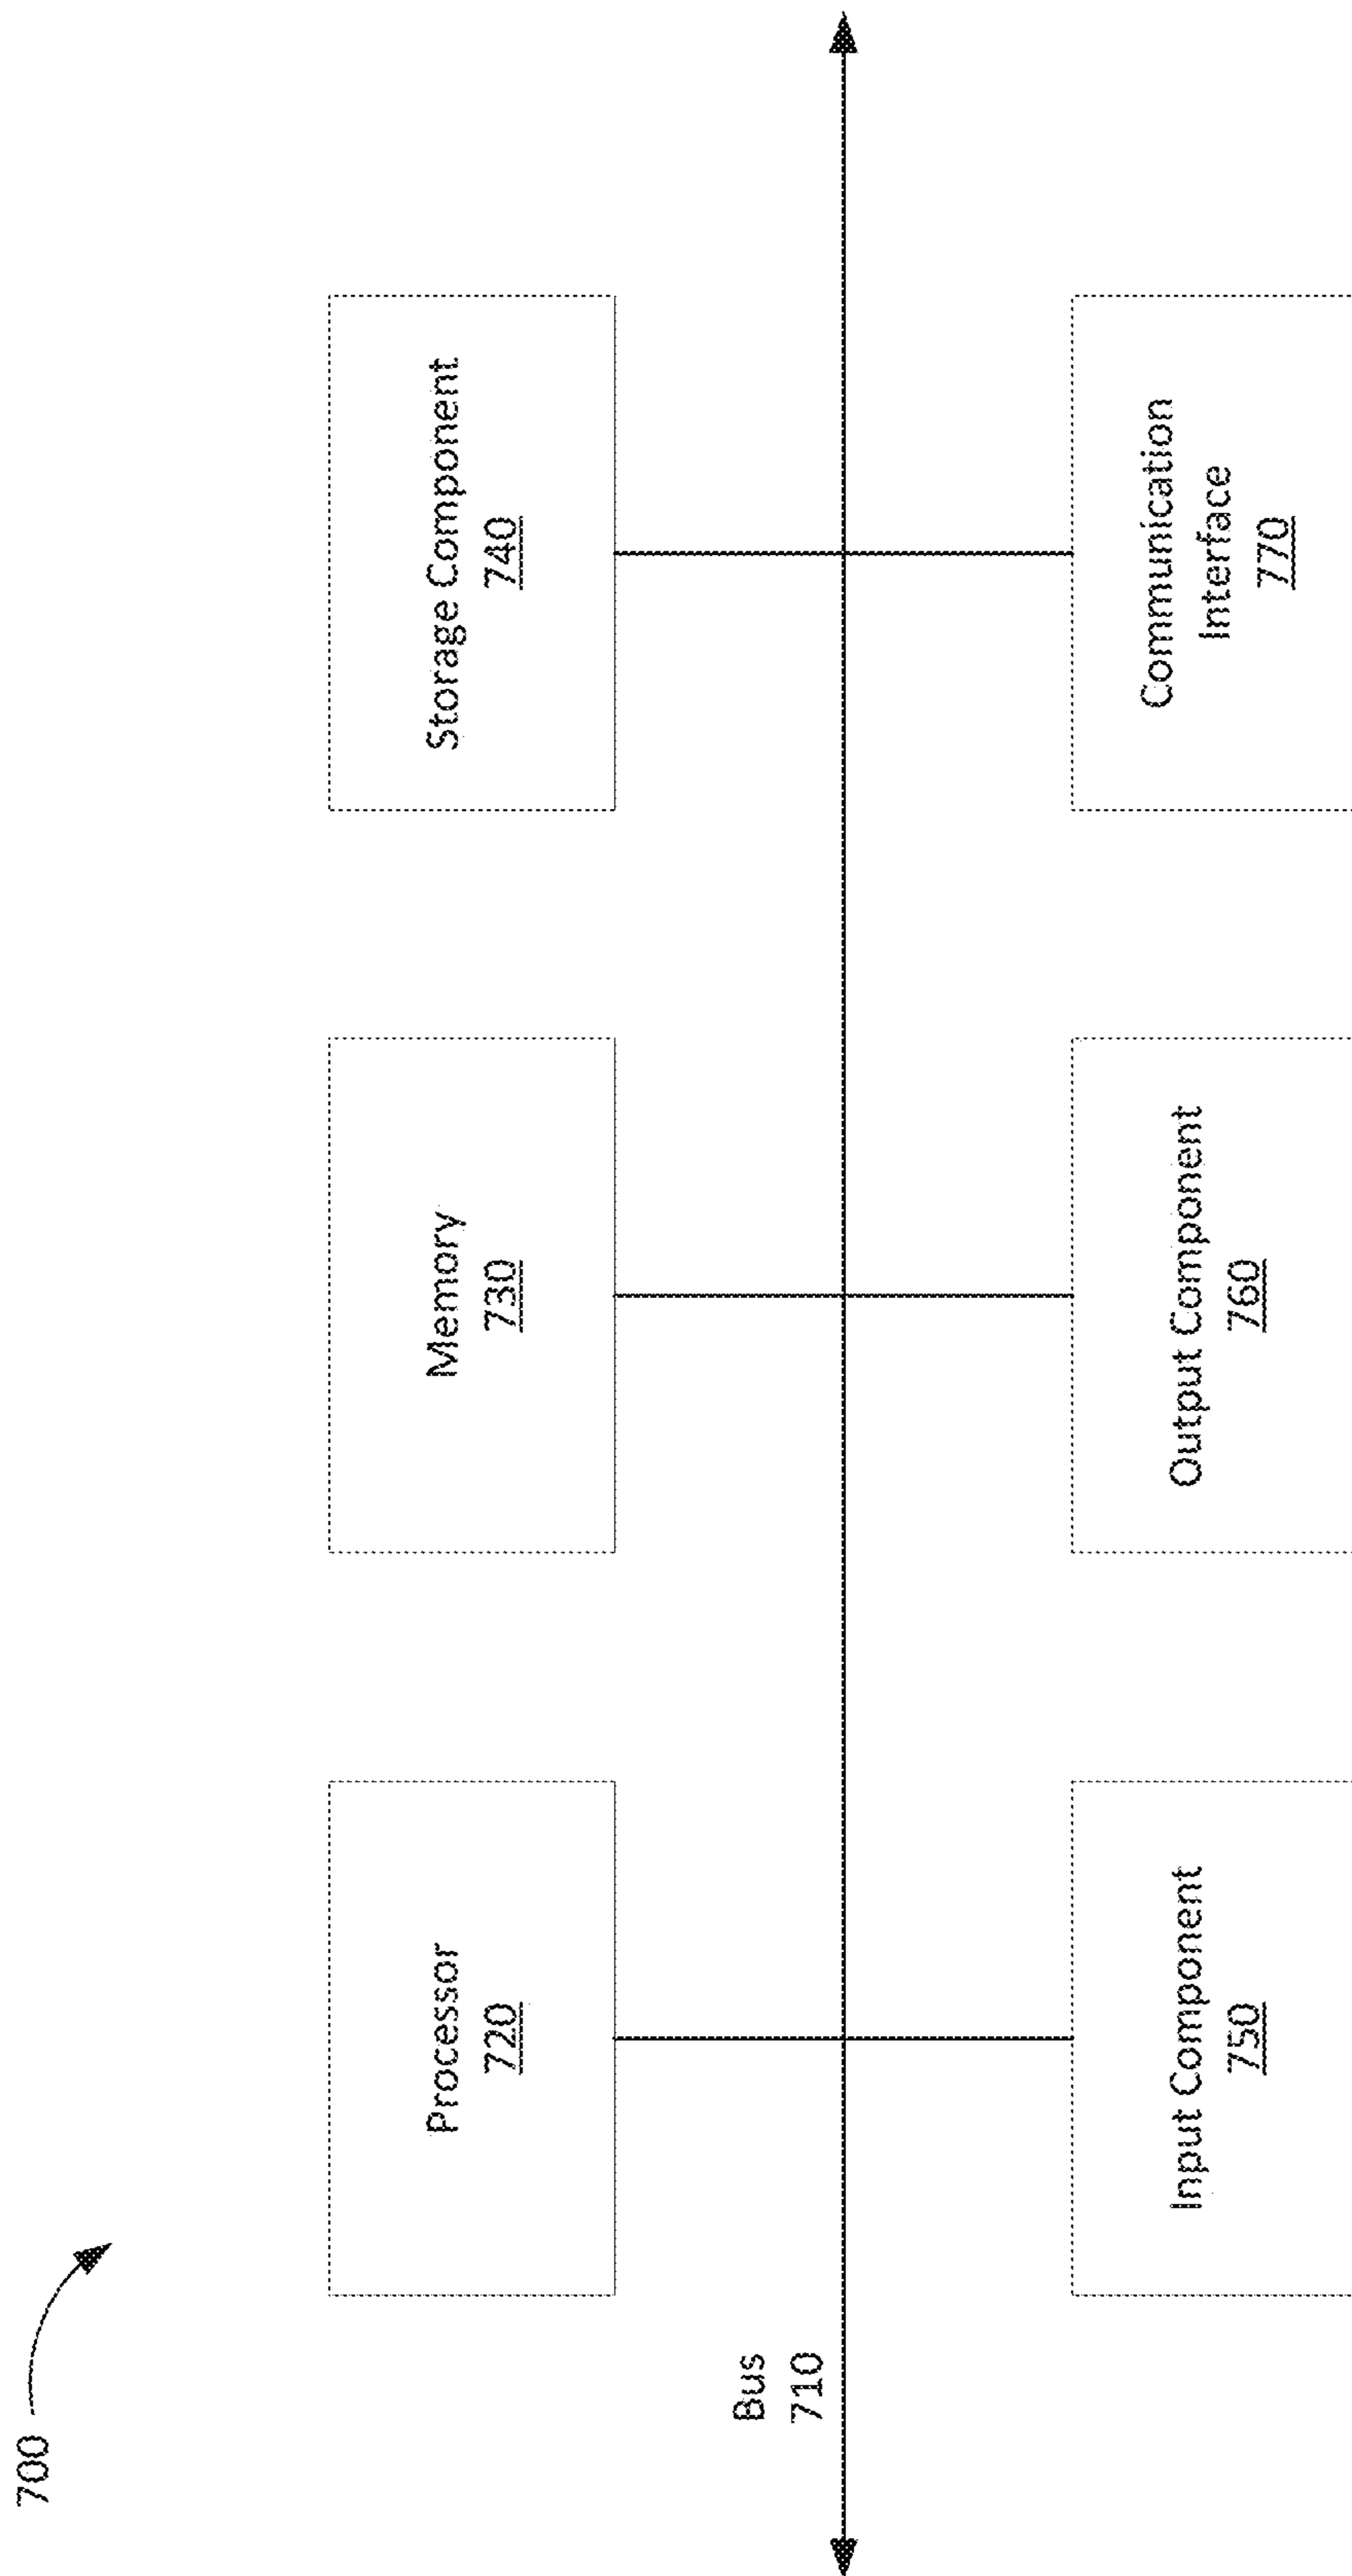 700
Processor
720
Memory
730
Storage Component
740
Bus
710
Input Component
750
Output Component
760
Communication
Interface
770